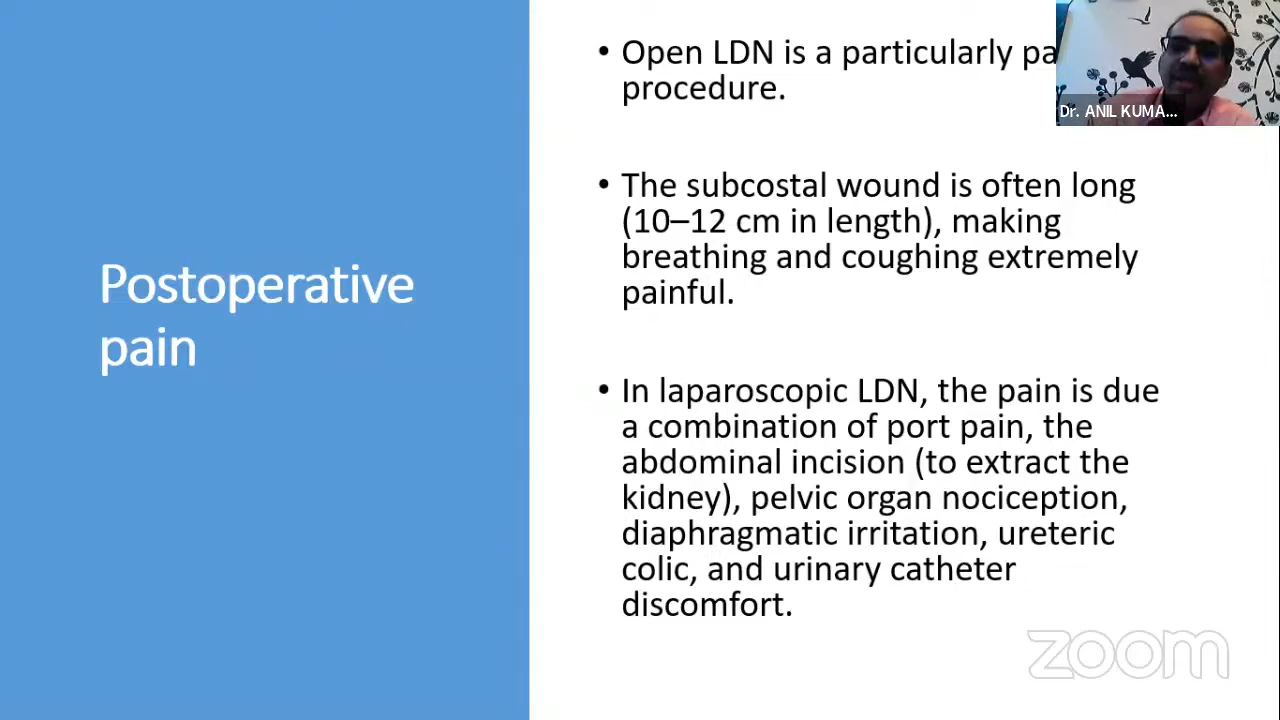 Postoperative
pain
• Open LDN is a particularly
procedure.
• The subcostal wound is often long
(10–12 cm in length), making
breathing and coughing extremely
painful.
• In laparoscopic LDN, the pain is due
a combination of port pain, the
abdominal incision (to extract the
kidney), pelvic organ nociception,
diaphragmatic irritation, ureteric
colic, and urinary catheter
discomfort.
Dr. ANIL KUMA...
zoom